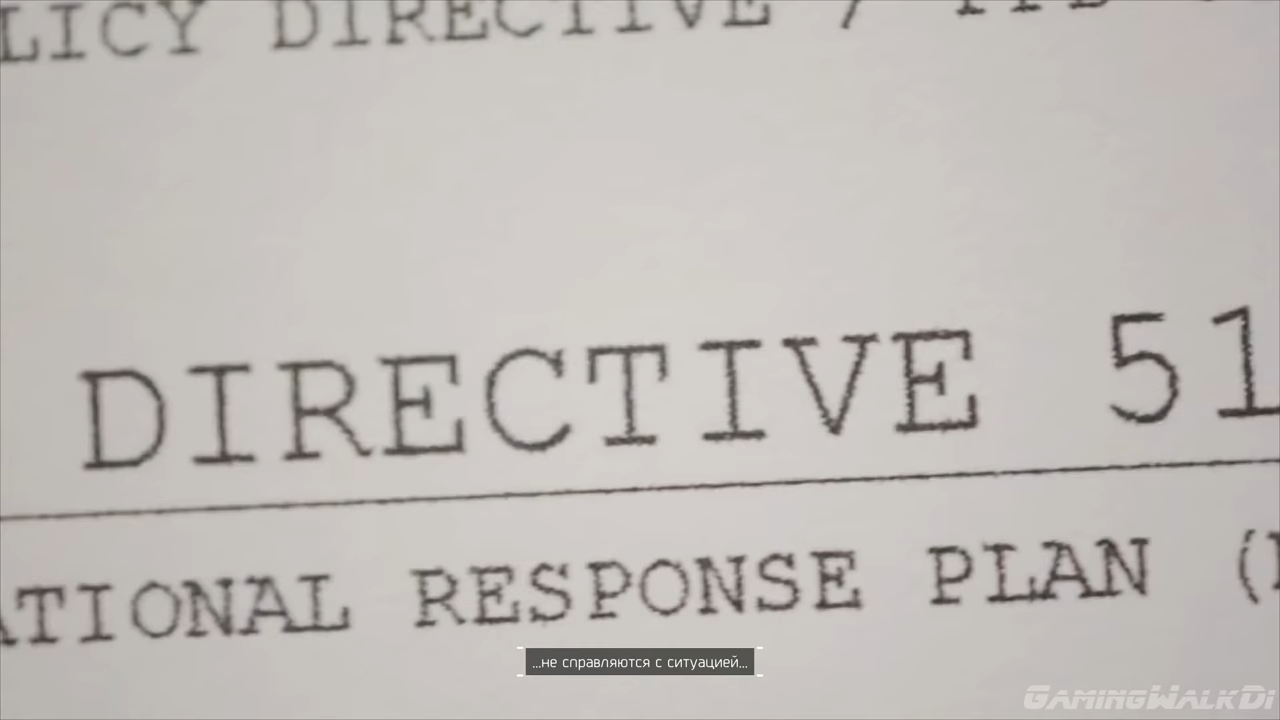 LICY DIRECTIVE /
DIRECTIVE 51
ATIONAL RESPONSE PLAN (
...не справляются с ситуацией...
GAMINGWALKDI